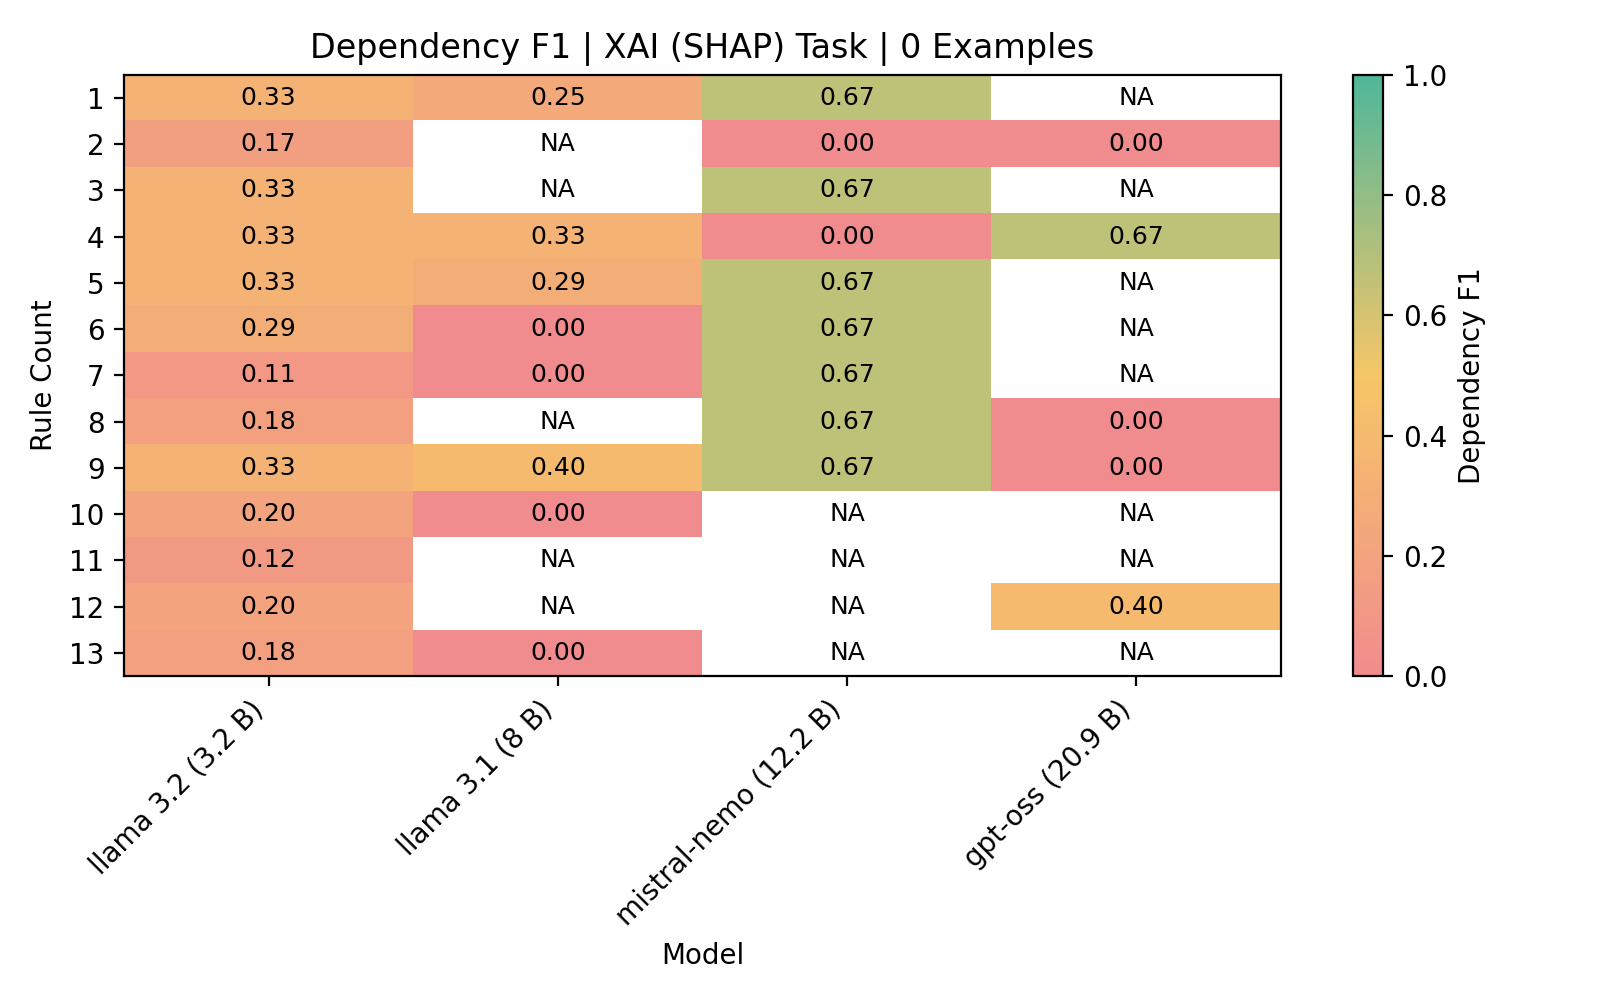 Dependency F1 | XAI (SHAP) Task | 0 Examples
1 0.33 0.25 0.67 NA
2 0.17 NA 0.00 0.00
3 0.33 NA 0.67 NA
4 0.33 0.33 0.00 0.67
5 0.33 0.29 0.67 NA
6 0.29 0.00 0.67 NA
7 0.11 0.00 0.67 NA
8 0.18 NA 0.67 0.00
9 0.33 0.40 0.67 0.00
10 0.20 0.00 NA NA
11 0.12 NA NA NA
12 0.20 NA NA 0.40
13 0.18 0.00 NA NA
Rule Count
llama 3.2 (3.2 B)
llama 3.1 (8 B)
mistral-nemo (12.2 B)
gpt-oss (20.9 B)
Model
1.0
0.8
0.6
0.4
0.2
0.0
Dependency F1